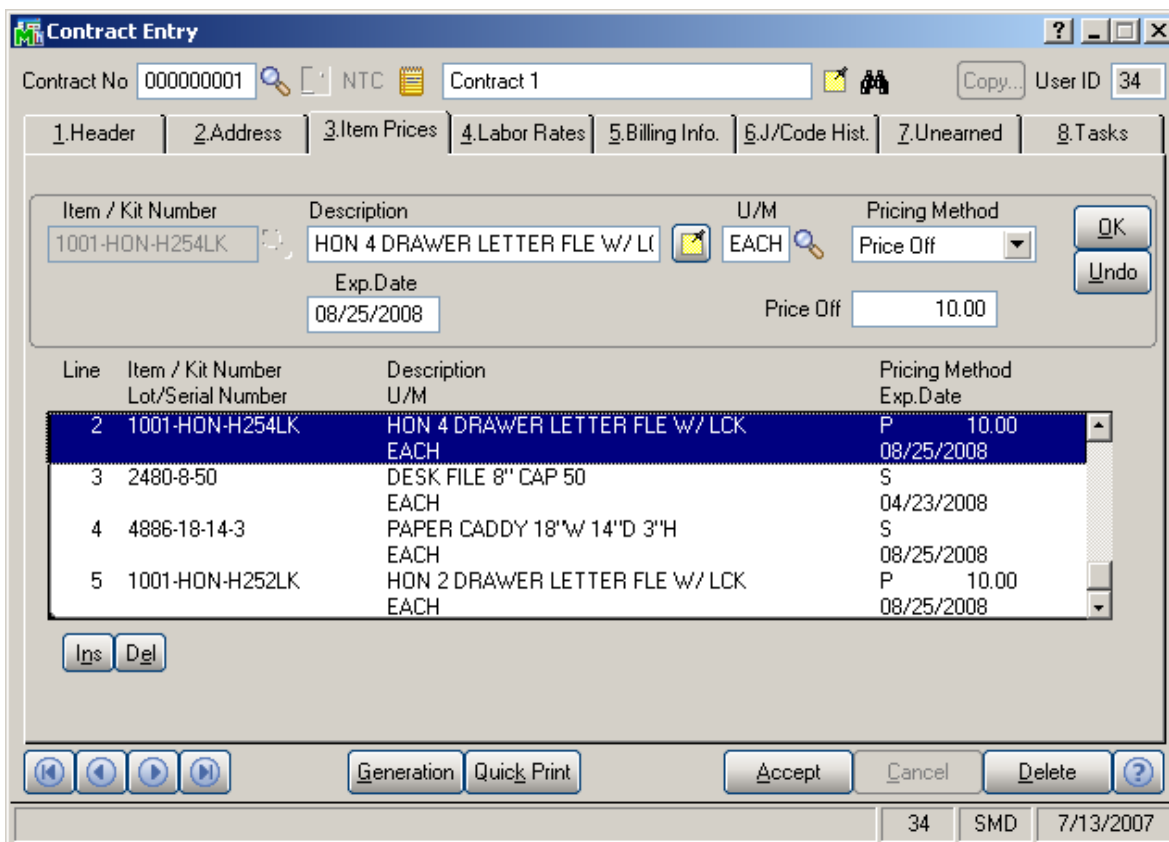 Contract Entry
Contract No 000000001 NTC Contract 1 Copy... User ID 34
1.Header 2.Address 3.Item Prices 4.Labor Rates 5.Billing Info. 6.J/Code Hist. 7.Unearned 8.Tasks
Item / Kit Number Description U/M Pricing Method
1001-HON-H254LK HON 4 DRAWER LETTER FLE W/ L( EACH Price Off OK
Exp.Date Undo
08/25/2008 Price Off 10.00
Line Item / Kit Number Description Pricing Method
Lot/Serial Number U/M Exp.Date
2 1001-HON-H254LK HON 4 DRAWER LETTER FLE W/ LCK P 10.00
EACH 08/25/2008
3 2480-8-50 DESK FILE 8" CAP 50 S
EACH 04/23/2008
4 4886-18-14-3 PAPER CADDY 18"W 14"D 3"H S
EACH 08/25/2008
5 1001-HON-H252LK HON 2 DRAWER LETTER FLE W/ LCK P 10.00
EACH 08/25/2008
Ins Del
Generation Quick Print Accept Cancel Delete
34 SMD 7/13/2007